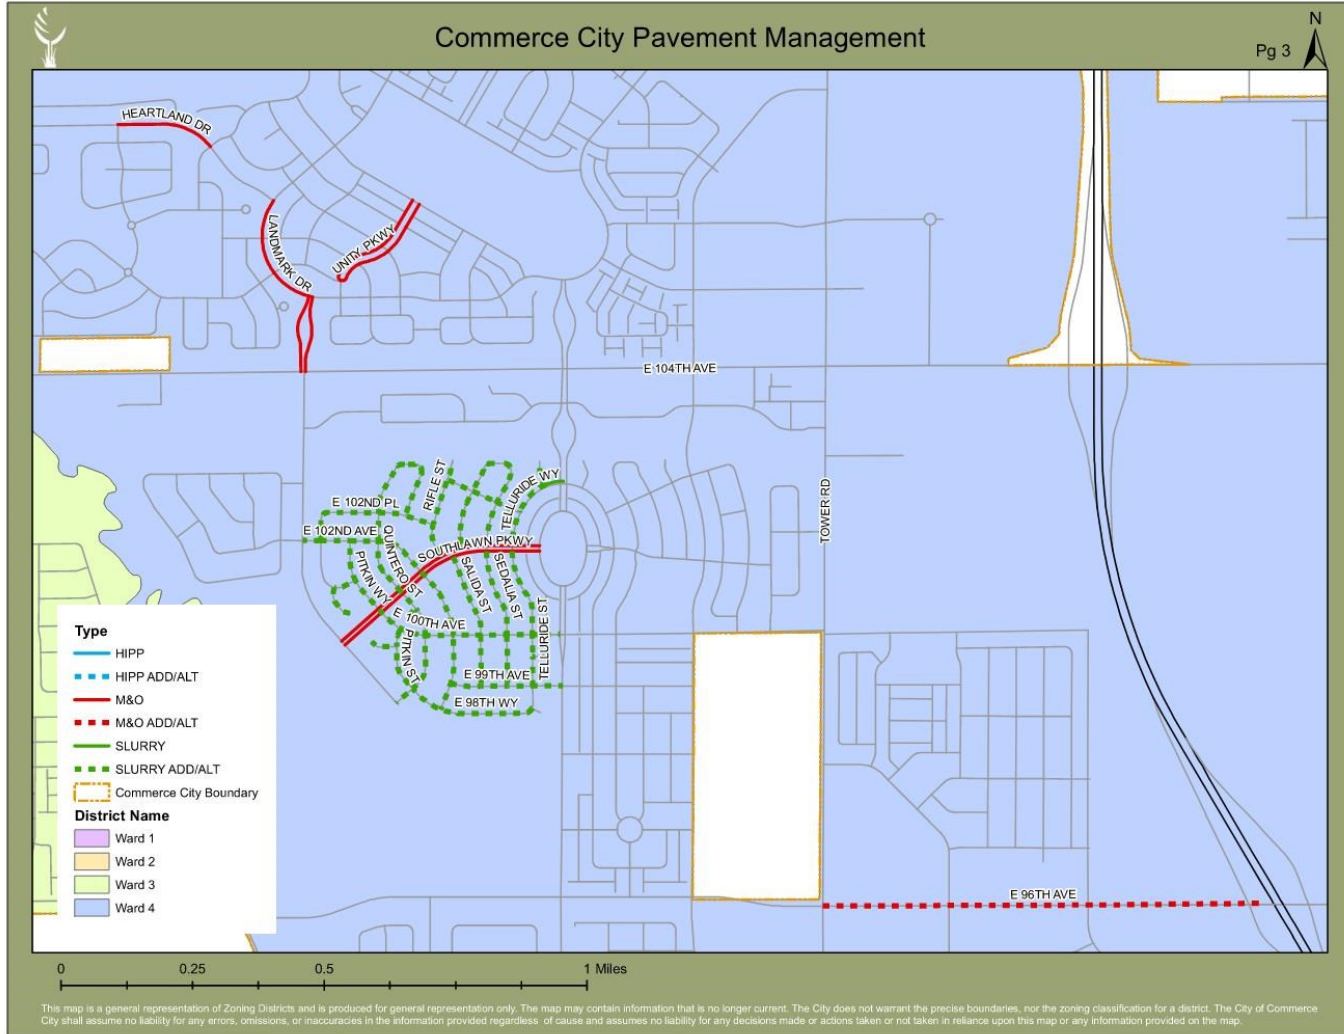 Commerce City Pavement Management
N
Pg 3
HEARTLAND DR
LANDMARK DR
UNITY PKWY
E 104TH AVE
TELLURIDE WY
RIFLE ST
E 102ND PL
TOWER RD
E 102ND AVE
QUINTERO ST
SOUTHLAWN PKWY
PITKIN WY
SALIDA ST
SEDALIA ST
E 100TH AVE
TELLURIDE ST
PITKIN ST
E 99TH AVE
E 98TH WY
E 96TH AVE
Type
HIPP
HIPP ADD/ALT
M&O
M&O ADD/ALT
SLURRY
SLURRY ADD/ALT
Commerce City Boundary
District Name
Ward 1
Ward 2
Ward 3
Ward 4
0 0.25 0.5 1 Miles
This map is a general representation of Zoning Districts and is produced for general representation only. The map may contain information that is no longer current. The City does not warrant the precise boundaries, nor the zoning classification for a district. The City of Commerce
City shall assume no liability for any errors, omissions, or inaccuracies in the information provided regardless of cause and assumes no liability for any decisions made or actions taken or not taken in reliance upon this map or any information provided on the map.